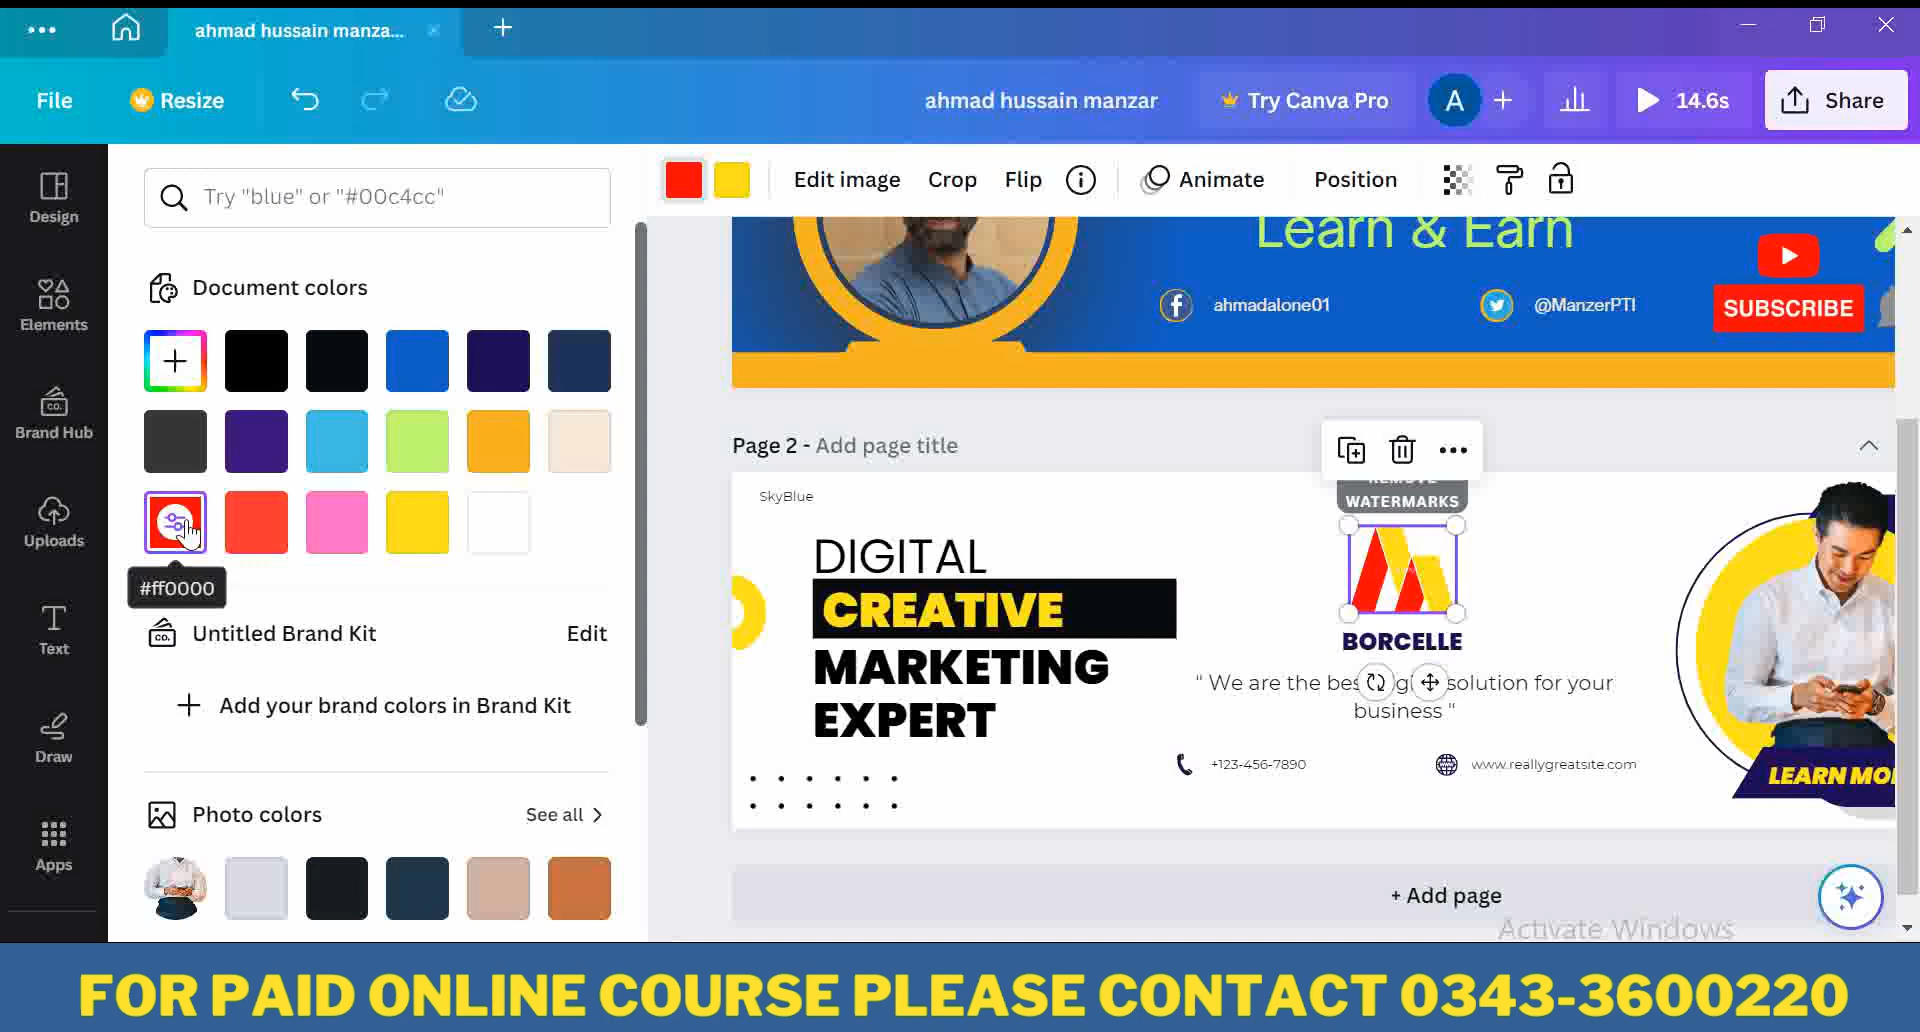 ahmad hussain manza...
File
Resize
ahmad hussain manzar
Try Canva Pro
A
14.6s
Share
Design
Elements
Brand Hub
Uploads
Text
Draw
Apps
Try "blue" or "#00c4cc"
Document colors
#ff0000
CO.
Untitled Brand Kit
Edit
Add your brand colors in Brand Kit
Photo colors
See all
Edit image
Crop
Flip
Animate
Position
Learn & Earn
ahmadalone01
@ManzerPTI
SUBSCRIBE
Page 2 - Add page title
REMOVE
WATERMARKS
SkyBlue
DIGITAL
CREATIVE
MARKETING
EXPERT
BORCELLE
solution for your
business "
" We are the
+123-456-7890
www.reallygreatsite.com
+ Add page
Activate Windows
FOR PAID ONLINE COURSE PLEASE CONTACT 0343-3600220